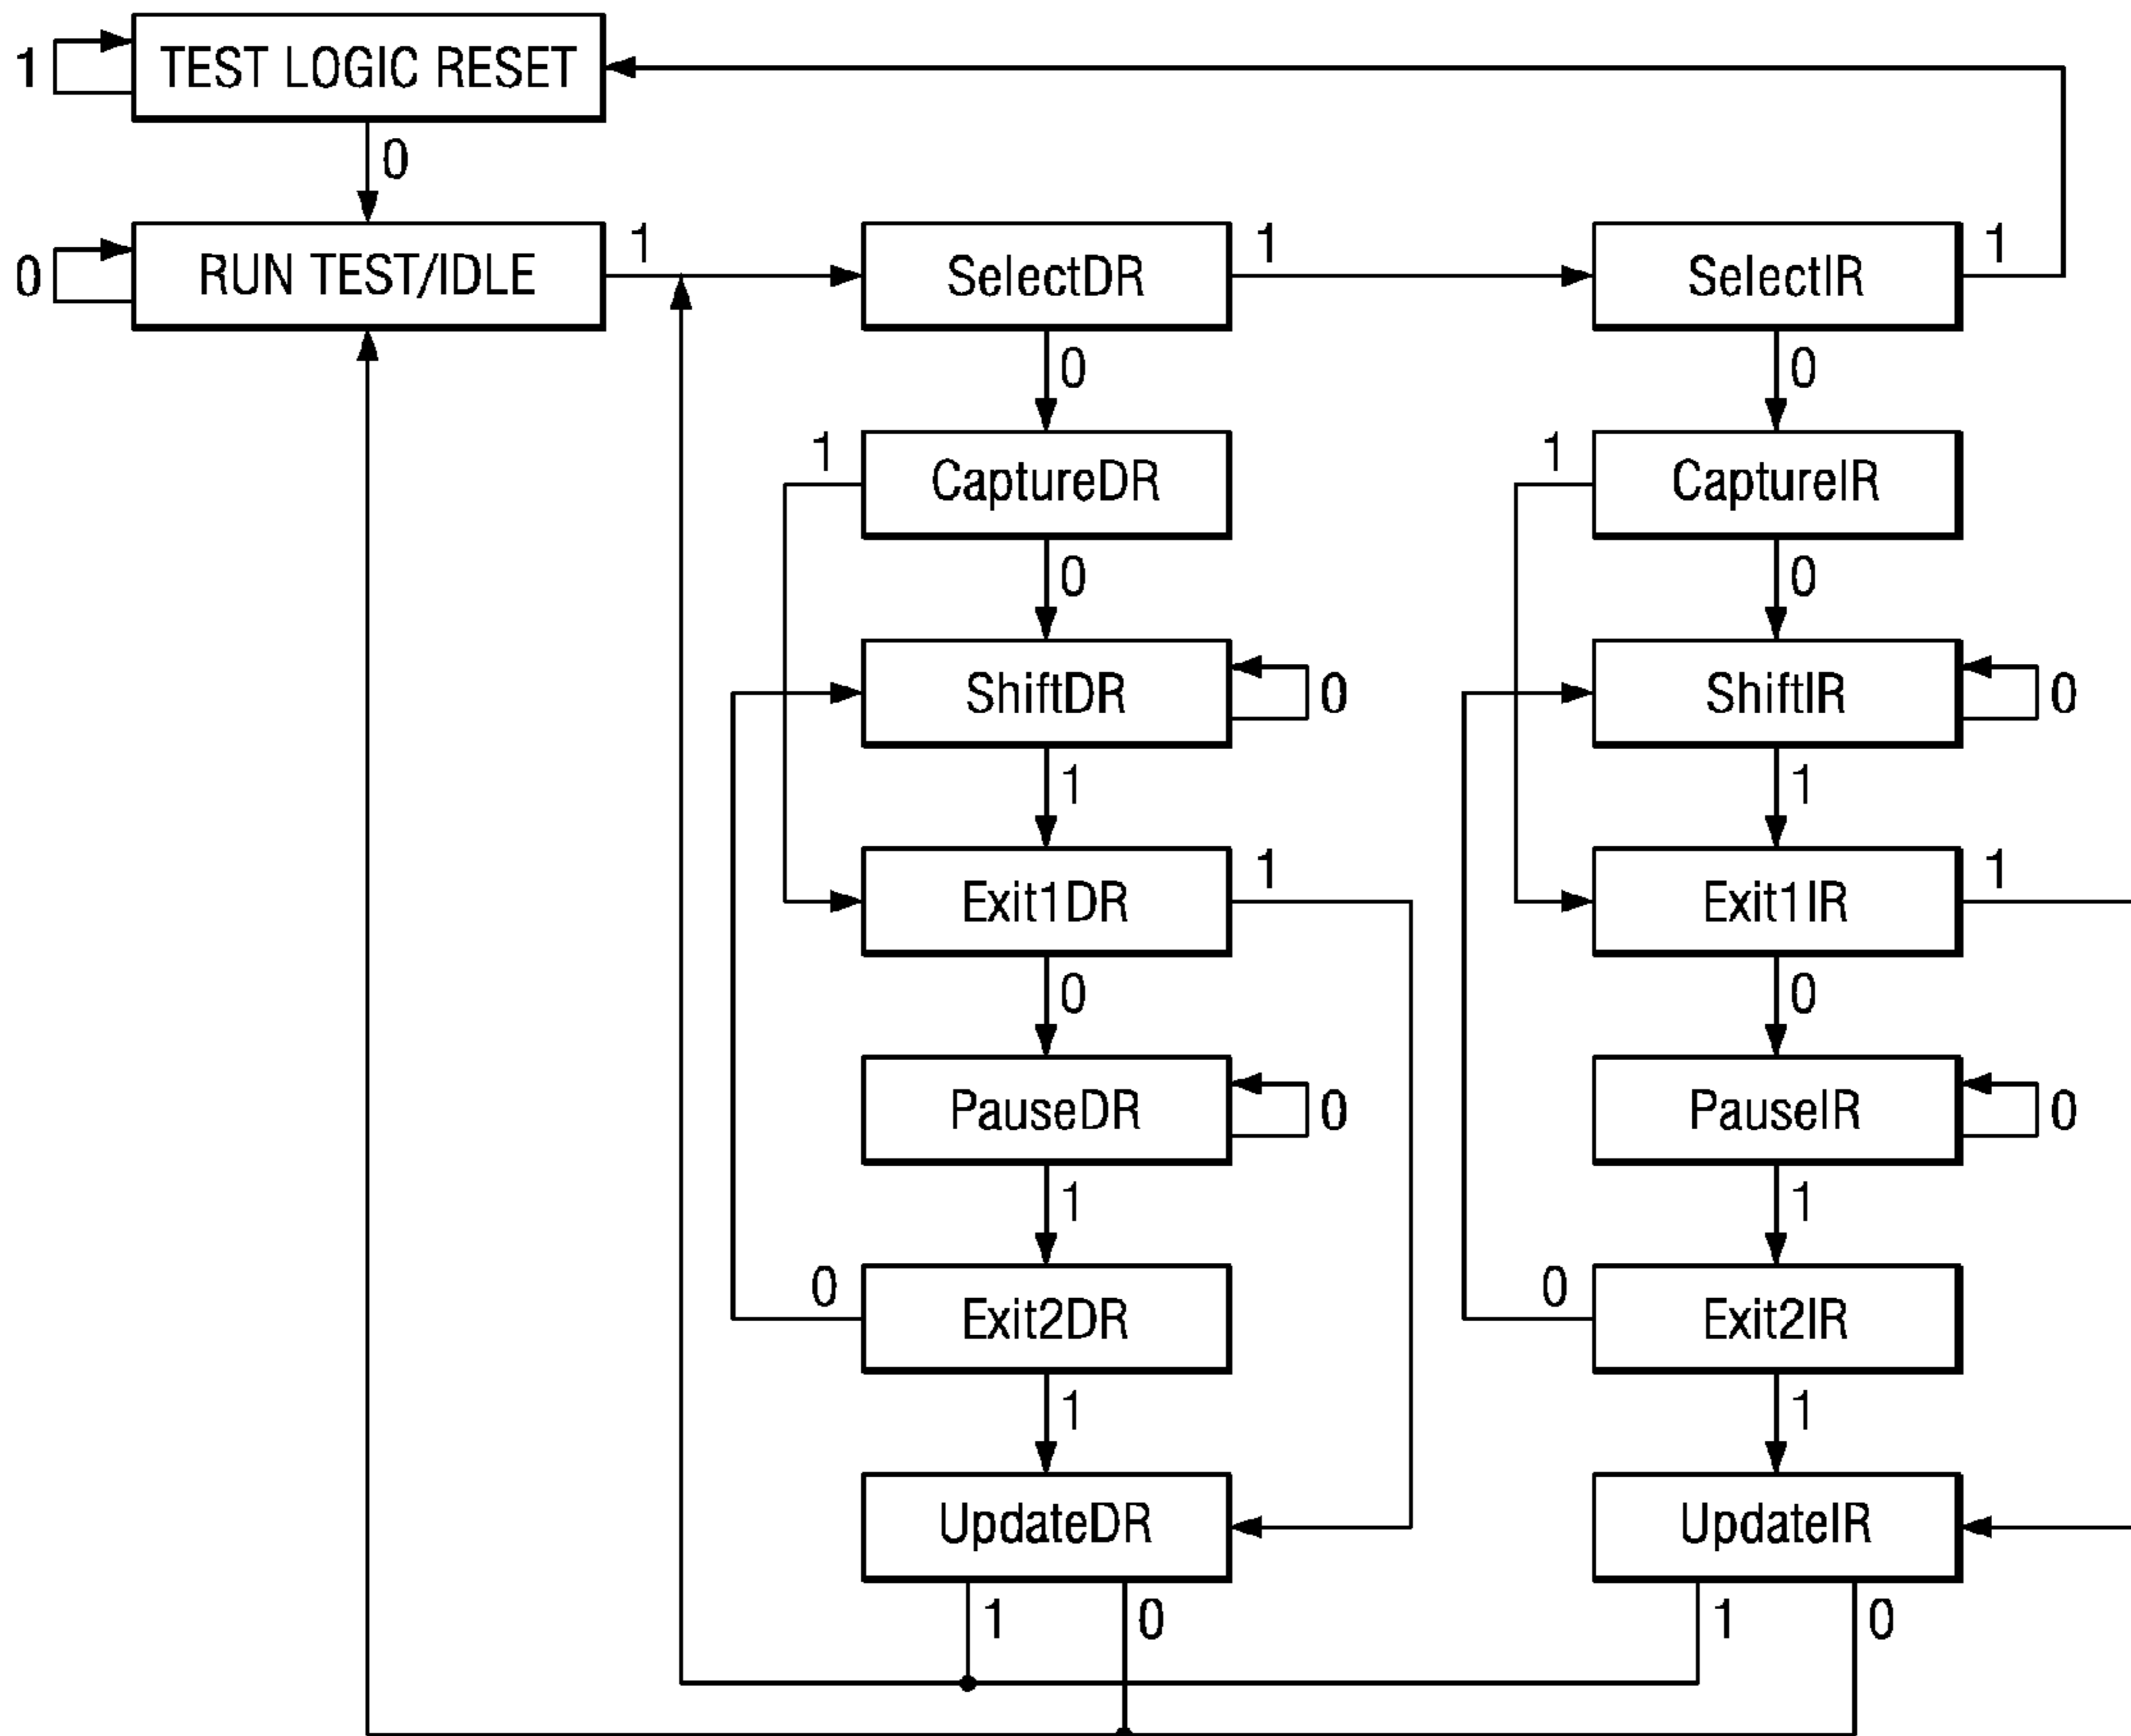 TEST LOGIC RESET
1
0
RUN TEST/IDLE
0
1
SelectDR
1
SelectIR
1
0
0
1
CaptureDR
1
CaptureIR
0
0
ShiftDR
0
ShiftIR
0
1
1
Exit1DR
1
Exit1IR
1
0
0
PauseDR
0
PauseIR
0
1
1
0
Exit2DR
0
Exit2IR
1
1
UpdateDR
UpdateIR
1
0
1
0